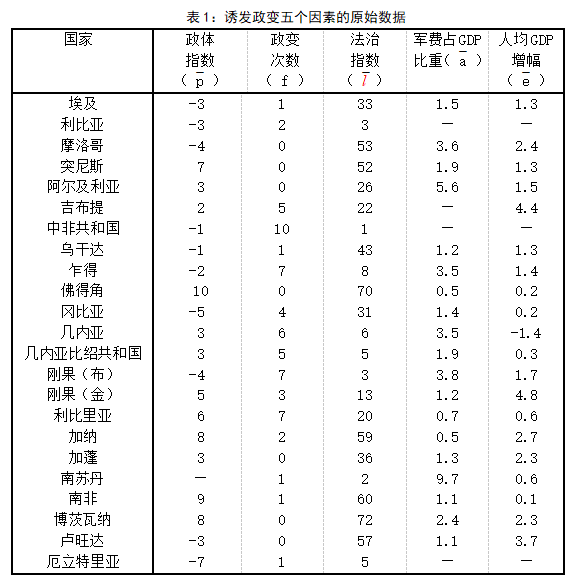 表1：诱发政变五个因素的原始数据
国家 政体指数（p̅） 政变次数（f） 法治指数（l̅） 军费占GDP比重（a̅） 人均GDP增幅（e̅）
埃及 -3 1 33 1.5 1.3
利比亚 -3 2 3 — —
摩洛哥 -4 0 53 3.6 2.4
突尼斯 7 0 52 1.9 1.3
阿尔及利亚 3 0 26 5.6 1.5
吉布提 2 5 22 — 4.4
中非共和国 -1 10 1 — —
乌干达 -1 1 43 1.2 1.3
乍得 -2 7 8 3.5 1.4
佛得角 10 0 70 0.5 0.2
冈比亚 -5 4 31 1.4 0.2
几内亚 3 6 6 3.5 -1.4
几内亚比绍共和国 3 5 5 1.9 0.3
刚果（布） -4 7 3 3.8 1.7
刚果（金） 5 3 13 1.2 4.8
利比里亚 6 7 20 0.7 0.6
加纳 8 2 59 0.5 2.7
加蓬 3 0 36 1.3 2.3
南苏丹 — 1 2 9.7 0.6
南非 9 1 60 1.1 0.1
博茨瓦纳 8 0 72 2.4 2.3
卢旺达 -3 0 57 1.1 3.7
厄立特里亚 -7 1 5 — —